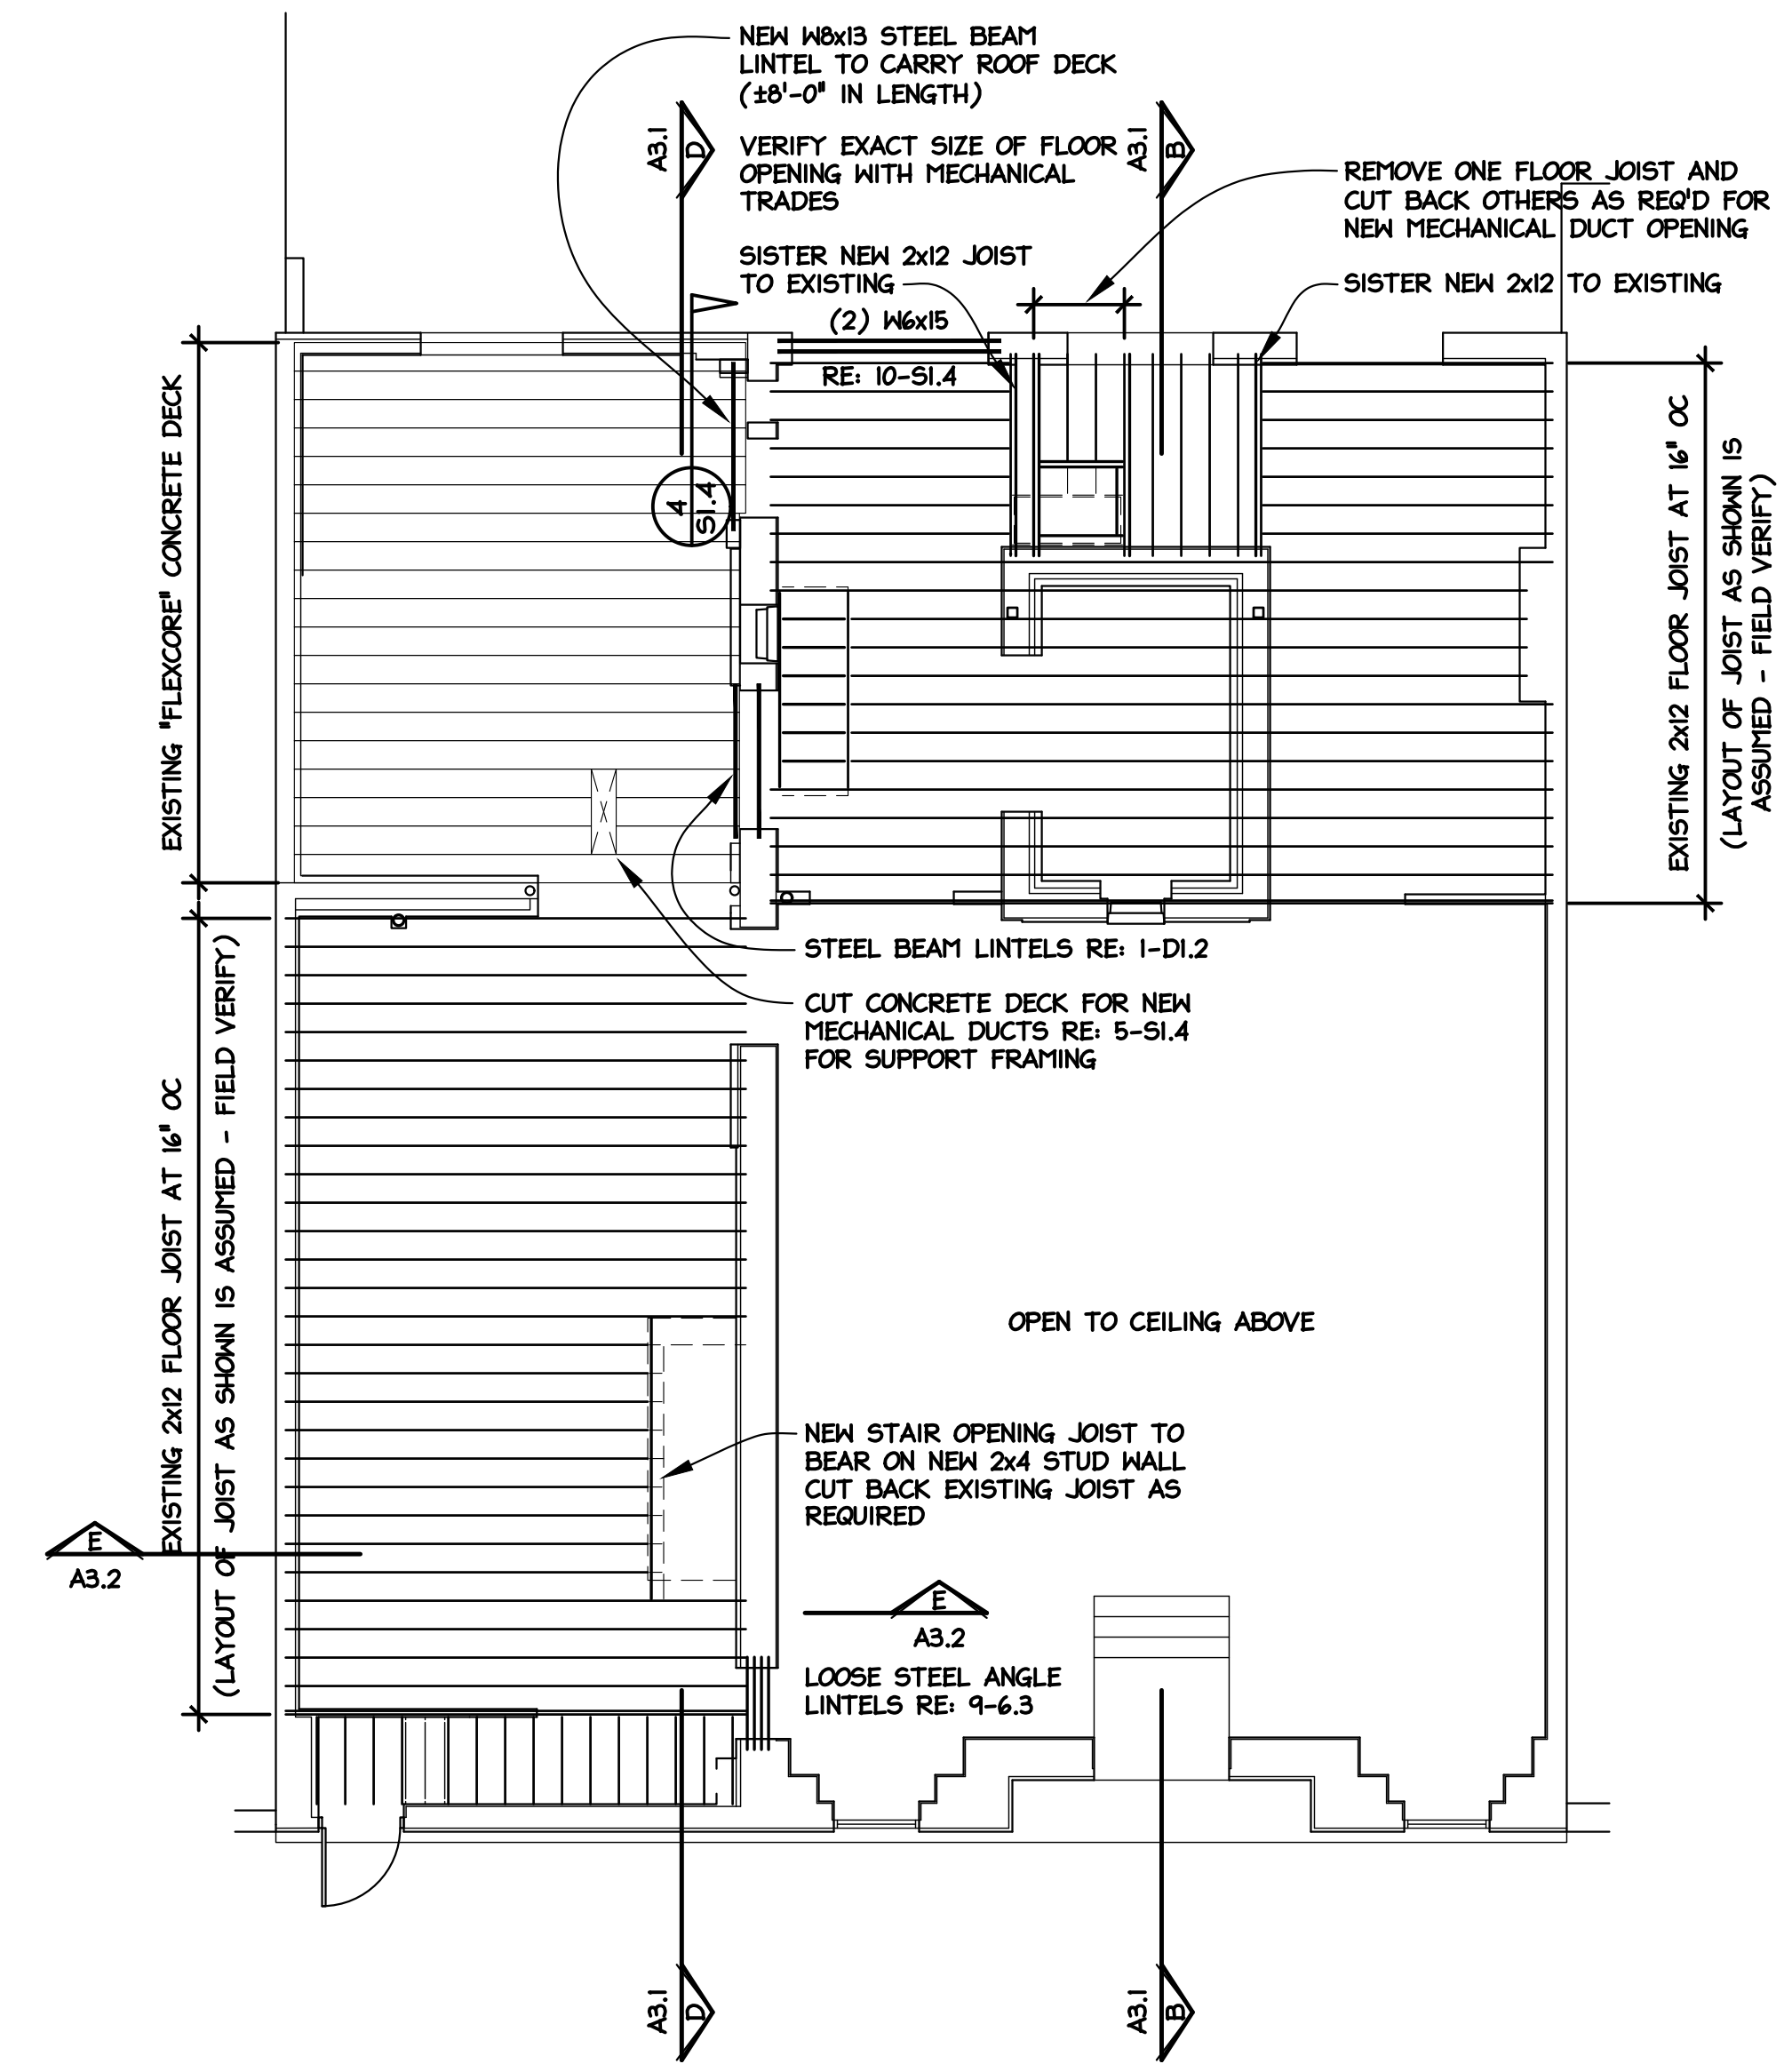 NEW W8x13 STEEL BEAM
LINTEL TO CARRY ROOF DECK
(±8'-0" IN LENGTH)
A3.1
D
VERIFY EXACT SIZE OF FLOOR
OPENING WITH MECHANICAL
TRADES
A3.1
B
REMOVE ONE FLOOR JOIST AND
CUT BACK OTHERS AS REQ'D FOR
NEW MECHANICAL DUCT OPENING
SISTER NEW 2x12 JOIST
TO EXISTING
SISTER NEW 2x12 TO EXISTING
(2) W6x15
RE: 10-S1.4
EXISTING "FLEXCORE" CONCRETE DECK
4
S1.4
EXISTING 2x12 FLOOR JOIST AT 16" OC
(LAYOUT OF JOIST AS SHOWN IS
ASSUMED - FIELD VERIFY)
STEEL BEAM LINTELS RE: 1-D1.2
CUT CONCRETE DECK FOR NEW
MECHANICAL DUCTS RE: 5-S1.4
FOR SUPPORT FRAMING
EXISTING 2x12 FLOOR JOIST AT 16" OC
(LAYOUT OF JOIST AS SHOWN IS ASSUMED - FIELD VERIFY)
OPEN TO CEILING ABOVE
NEW STAIR OPENING JOIST TO
BEAR ON NEW 2x4 STUD WALL
CUT BACK EXISTING JOIST AS
REQUIRED
E
A3.2
E
A3.2
LOOSE STEEL ANGLE
LINTELS RE: 9-6.3
A3.1
D
A3.1
B